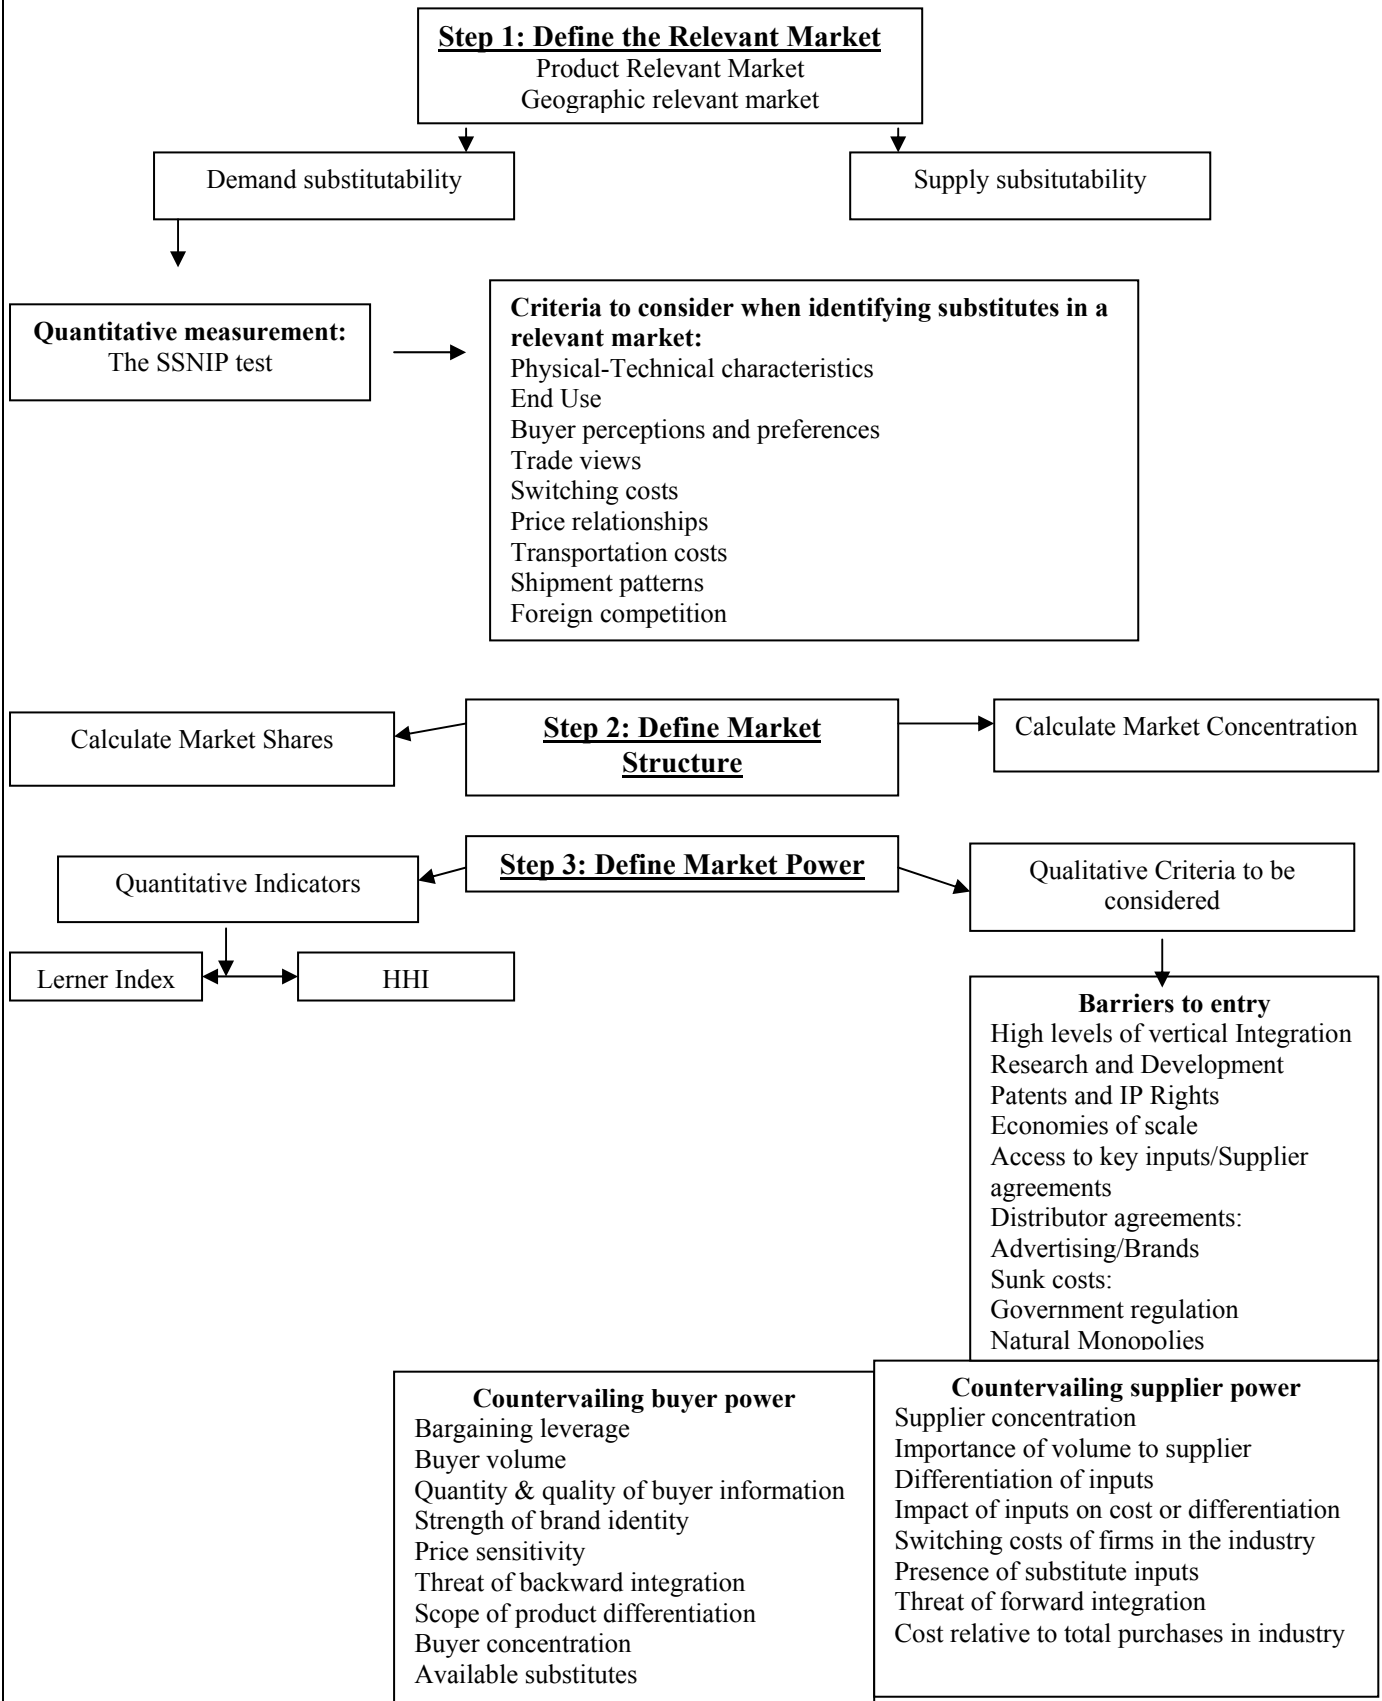 Step 1: Define the Relevant Market
Product Relevant Market
Geographic relevant market
Demand substitutability
Supply subsitutability
Quantitative measurement:
The SSNIP test
Criteria to consider when identifying substitutes in a
relevant market:
Physical-Technical characteristics
End Use
Buyer perceptions and preferences
Trade views
Switching costs
Price relationships
Transportation costs
Shipment patterns
Foreign competition
Calculate Market Shares
Step 2: Define Market
Structure
Calculate Market Concentration
Quantitative Indicators
Step 3: Define Market Power
Qualitative Criteria to be
considered
Lerner Index
HHI
Barriers to entry
High levels of vertical Integration
Research and Development
Patents and IP Rights
Economies of scale
Access to key inputs/Supplier
agreements
Distributor agreements:
Advertising/Brands
Sunk costs:
Government regulation
Natural Monopolies
Countervailing buyer power
Bargaining leverage
Buyer volume
Quantity & quality of buyer information
Strength of brand identity
Price sensitivity
Threat of backward integration
Scope of product differentiation
Buyer concentration
Available substitutes
Countervailing supplier power
Supplier concentration
Importance of volume to supplier
Differentiation of inputs
Impact of inputs on cost or differentiation
Switching costs of firms in the industry
Presence of substitute inputs
Threat of forward integration
Cost relative to total purchases in industry